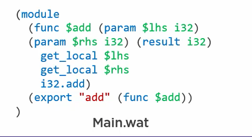 (module
(func $add (param $lhs i32)
(param $rhs i32) (result i32)
get_local $lhs
get_local $rhs
i32.add)
(export "add" (func $add))
)
Main.wat